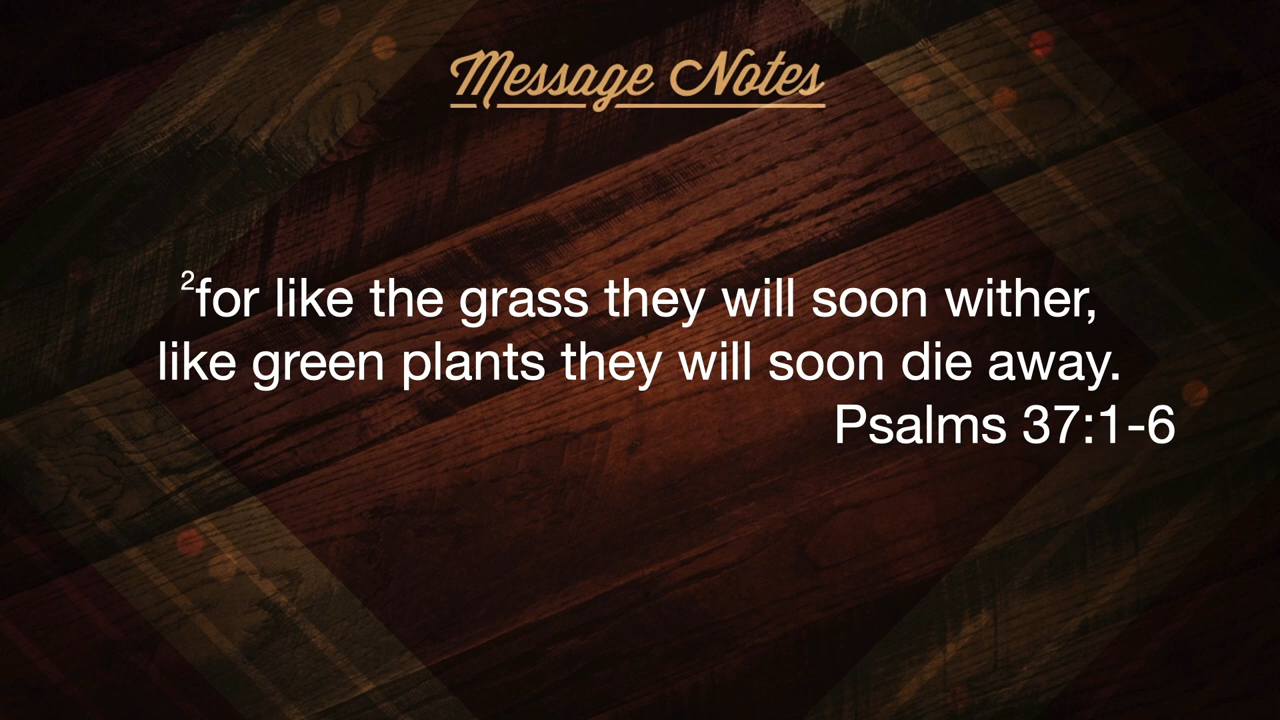 Message Notes
²for like the grass they will soon wither,
like green plants they will soon die away.
Psalms 37:1-6